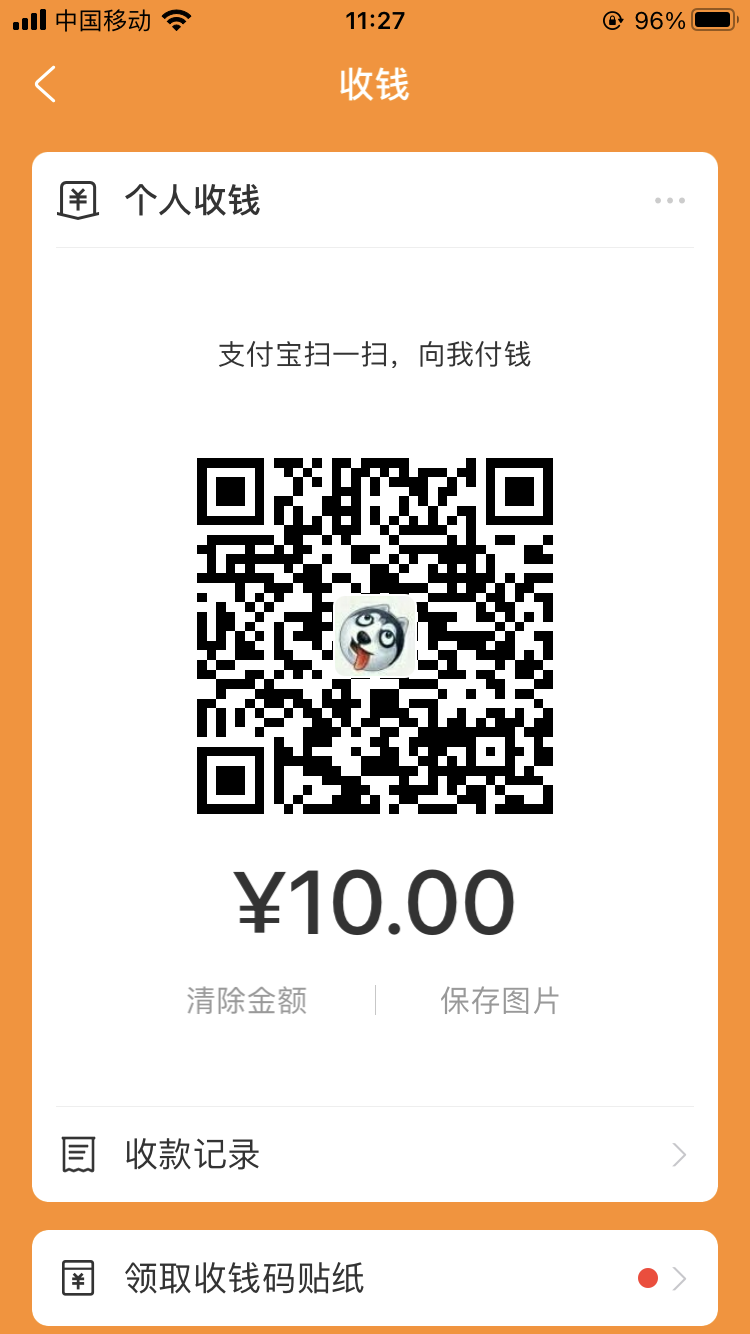 中国移动 11:27 96%
收钱
个人收钱
支付宝扫一扫，向我付钱
¥10.00
清除金额 保存图片
收款记录
领取收钱码贴纸